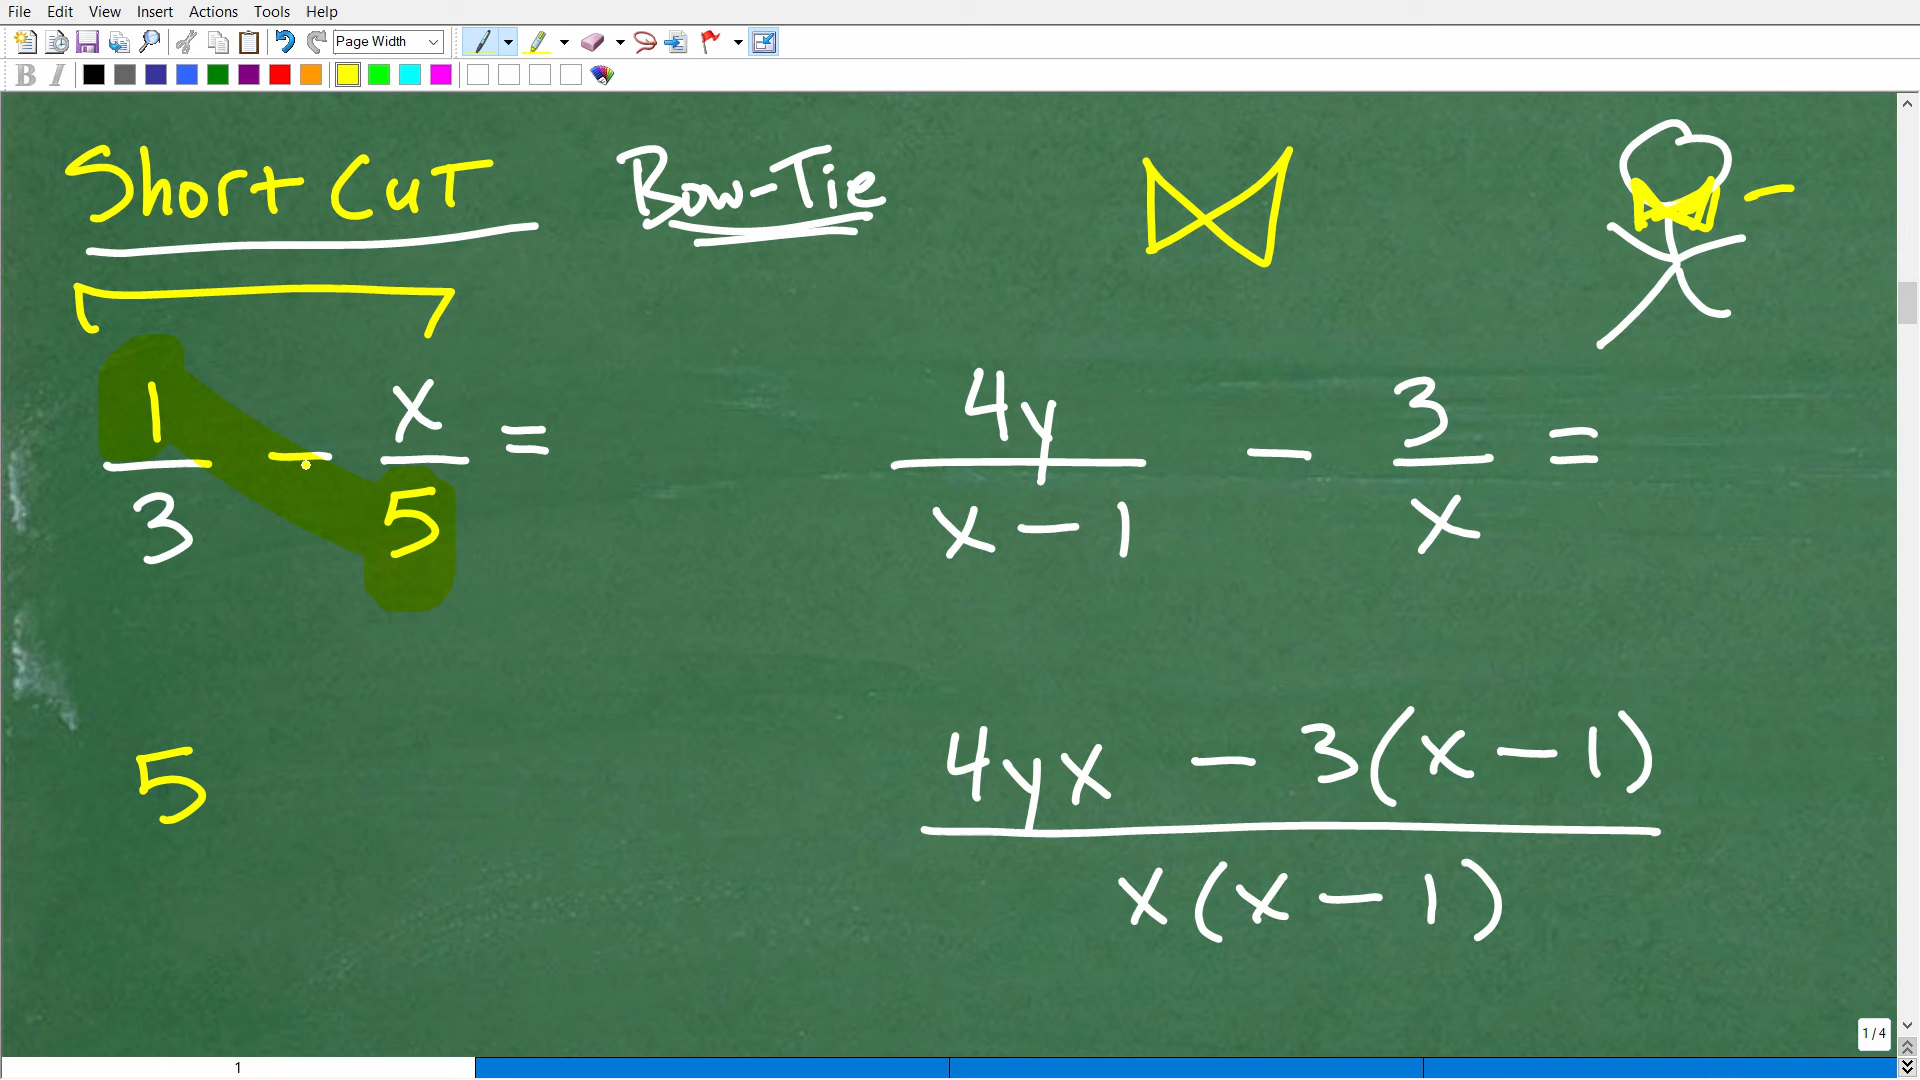 File Edit View Insert Actions Tools Help
Page Width
B I
Short Cut Bow-Tie
1/3 - x/5 =
4y/x - 1 - 3/x =
5
4yx - 3(x - 1)
x(x - 1)
1 / 4
1